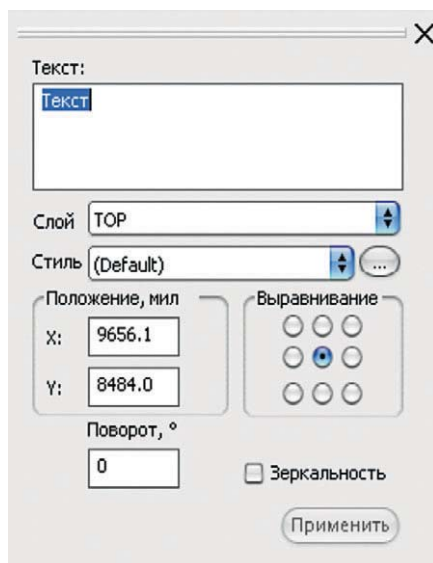 Текст:
Текст
Слой TOP
Стиль (Default) ...
Положение, мил Выравнивание
X: 9656.1
Y: 8484.0
Поворот, °
0 Зеркальность
Применить